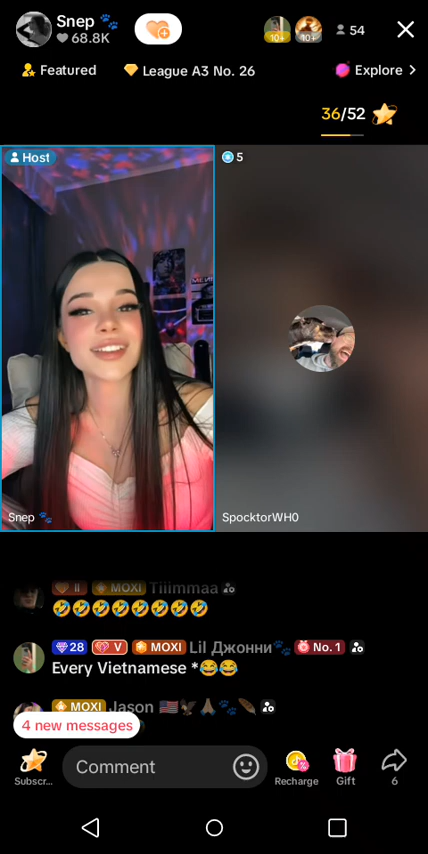 Snep 🐾
68.8K
10+
10+
54
Featured
League A3 No. 26
Explore >
36/52
Host
5
Snep 🐾
SpocktorWH0
II MOXI Tiiimmaa
🤣🤣🤣🤣🤣🤣🤣🤣
28 V MOXI Lil Джонни🐾 No. 1
Every Vietnamese *😂😂
MOXI Jason 🇺🇸🦅🙏🏽🐾🪶
4 new messages
Subscr...
Comment
Recharge
Gift
6